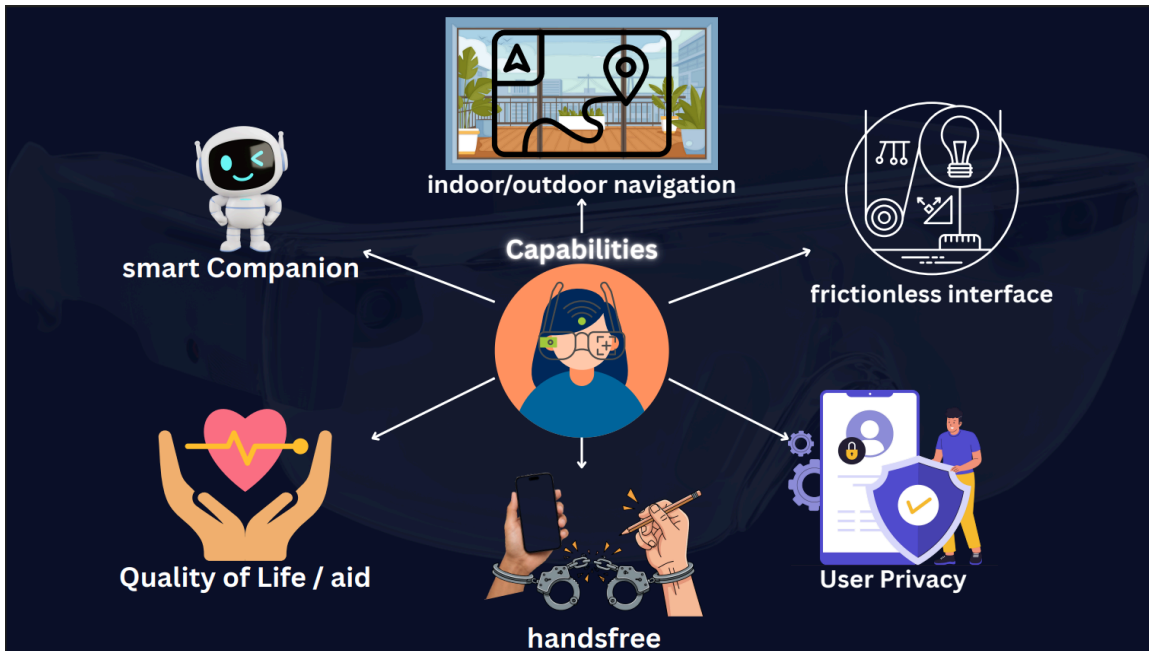 indoor/outdoor navigation
Capabilities
smart Companion
frictionless interface
Quality of Life / aid
User Privacy
handsfree